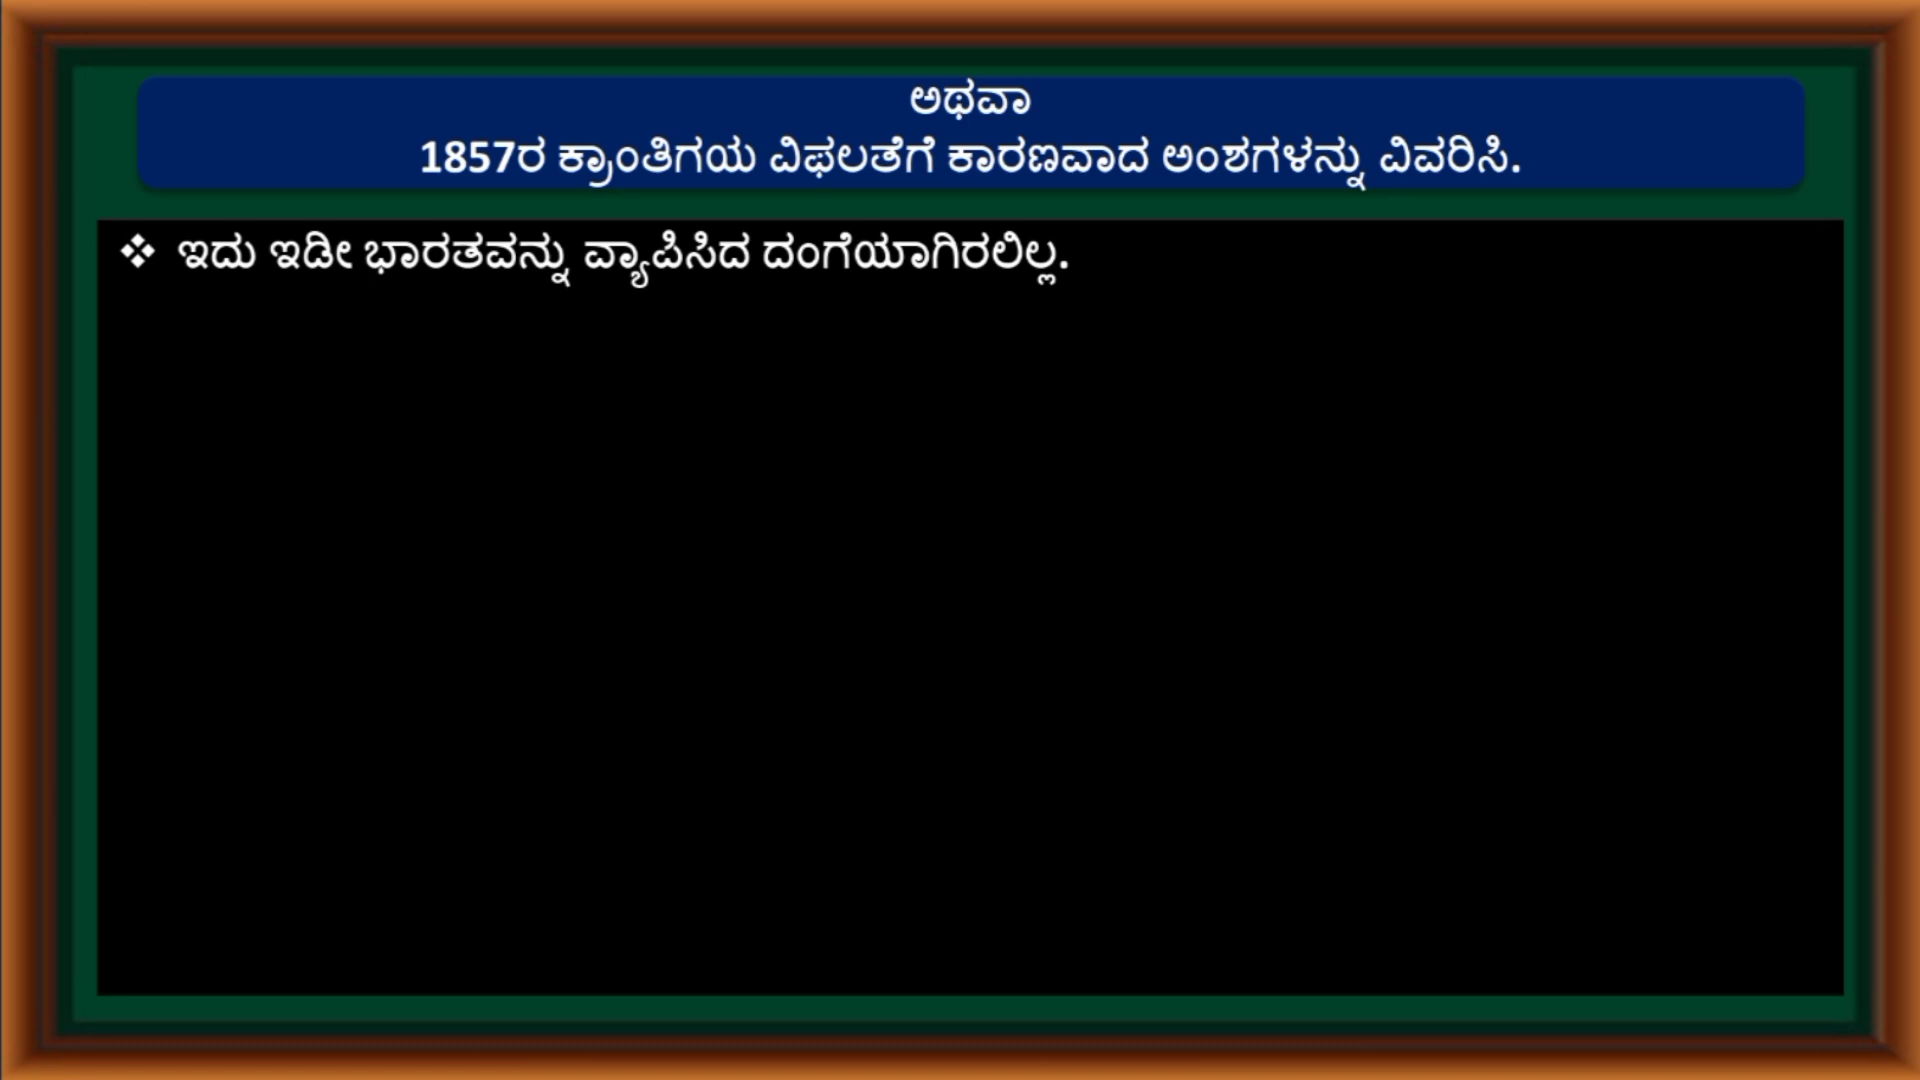 ಅಥವಾ
1857ರ ಕ್ರಾಂತಿಗಯ ವಿಫಲತೆಗೆ ಕಾರಣವಾದ ಅಂಶಗಳನ್ನು ವಿವರಿಸಿ.
❖ ಇದು ಇಡೀ ಭಾರತವನ್ನು ವ್ಯಾಪಿಸಿದ ದಂಗೆಯಾಗಿರಲಿಲ್ಲ.